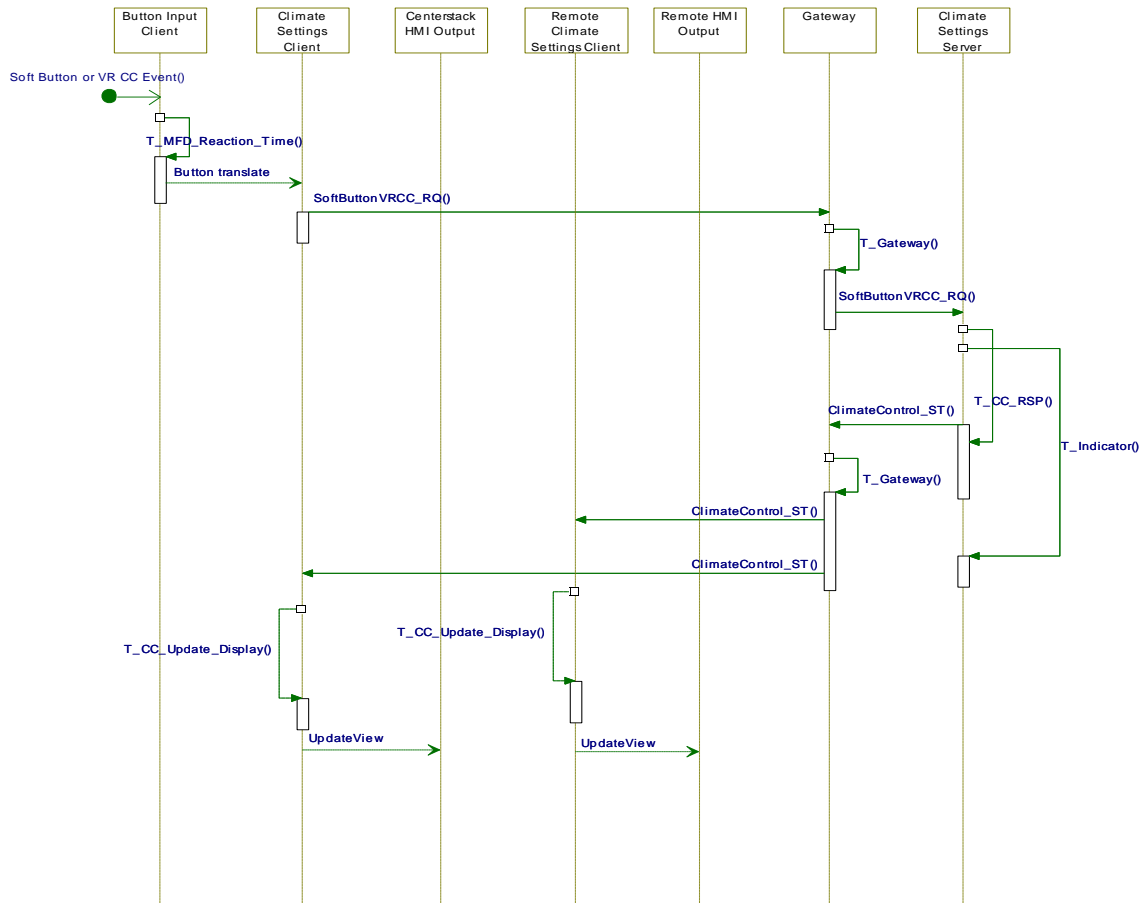 Button Input
Client
Climate
Settings
Client
Centerstack
HMI Output
Remote
Climate
Settings Client
Remote HMI
Output
Gateway
Climate
Settings
Server
Soft Button or VR CC Event()
T_MFD_Reaction_Time()
Button translate
SoftButtonVRCC_RQ()
T_Gateway()
SoftButtonVRCC_RQ()
T_CC_RSP()
ClimateControl_ST()
T_Indicator()
T_Gateway()
ClimateControl_ST()
ClimateControl_ST()
T_CC_Update_Display()
T_CC_Update_Display()
UpdateView
UpdateView